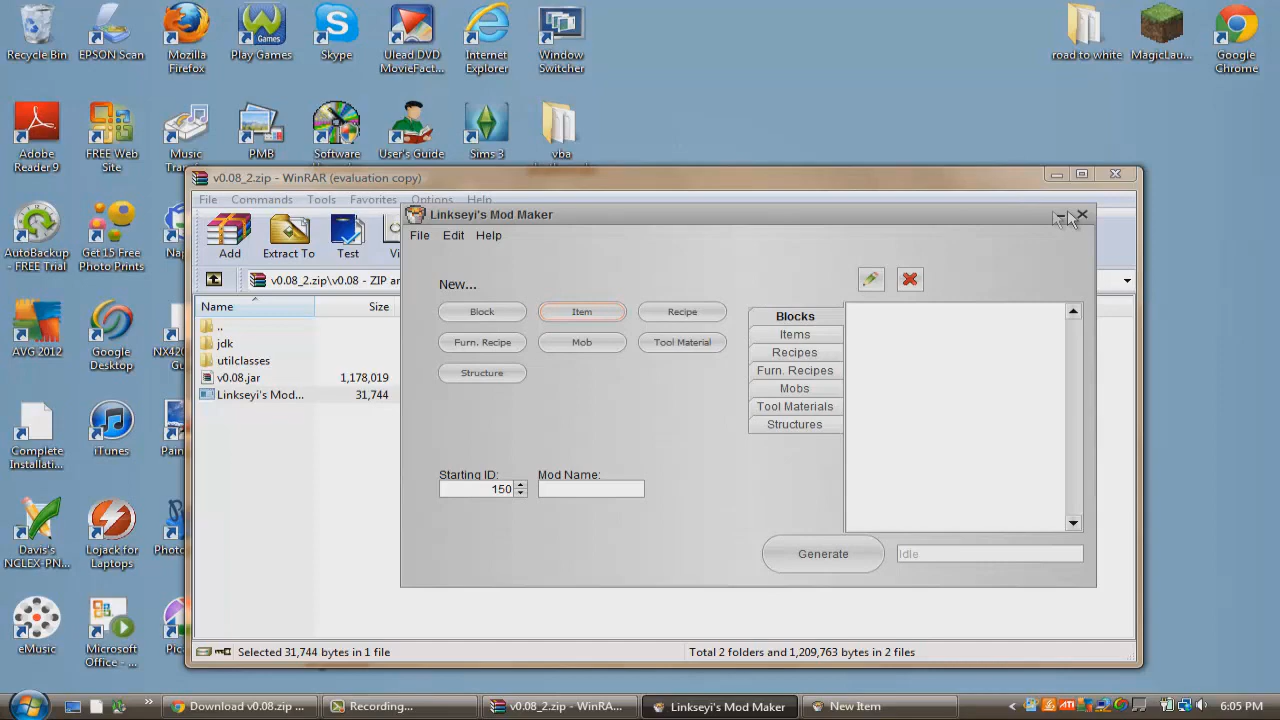 Recycle Bin
EPSON Scan
Mozilla Firefox
Play Games
Skype
Ulead DVD MovieFact...
Internet Explorer
Window Switcher
road to white
MagicLau...
Google Chrome
Adobe Reader 9
FREE Web Site
Music
PMB
Software
User's Guide
Sims 3
vba
AutoBackup - FREE Trial
Get 15 Free Photo Prints
AVG 2012
Google Desktop
Complete Installati...
iTunes
Davis's NCLEX-PN...
Lojack for Laptops
eMusic
Microsoft Office - ...
v0.08_2.zip - WinRAR (evaluation copy)
File Commands Tools Favorites Options Help
Add
Extract To
Test
v0.08_2.zip\v0.08 - ZIP ar
Name Size
..
jdk
utilclasses
v0.08.jar 1,178,019
Linkseyi's Mod... 31,744
Selected 31,744 bytes in 1 file
Total 2 folders and 1,209,763 bytes in 2 files
Linkseyi's Mod Maker
File Edit Help
New...
Block
Item
Recipe
Furn. Recipe
Mob
Tool Material
Structure
Blocks
Items
Recipes
Furn. Recipes
Mobs
Tool Materials
Structures
Starting ID:
150
Mod Name:
Generate
Idle
Download v0.08 ...
Recording...
v0.08_2.zip - WinRA...
Linkseyi's Mod Maker
New Item
6:05 PM